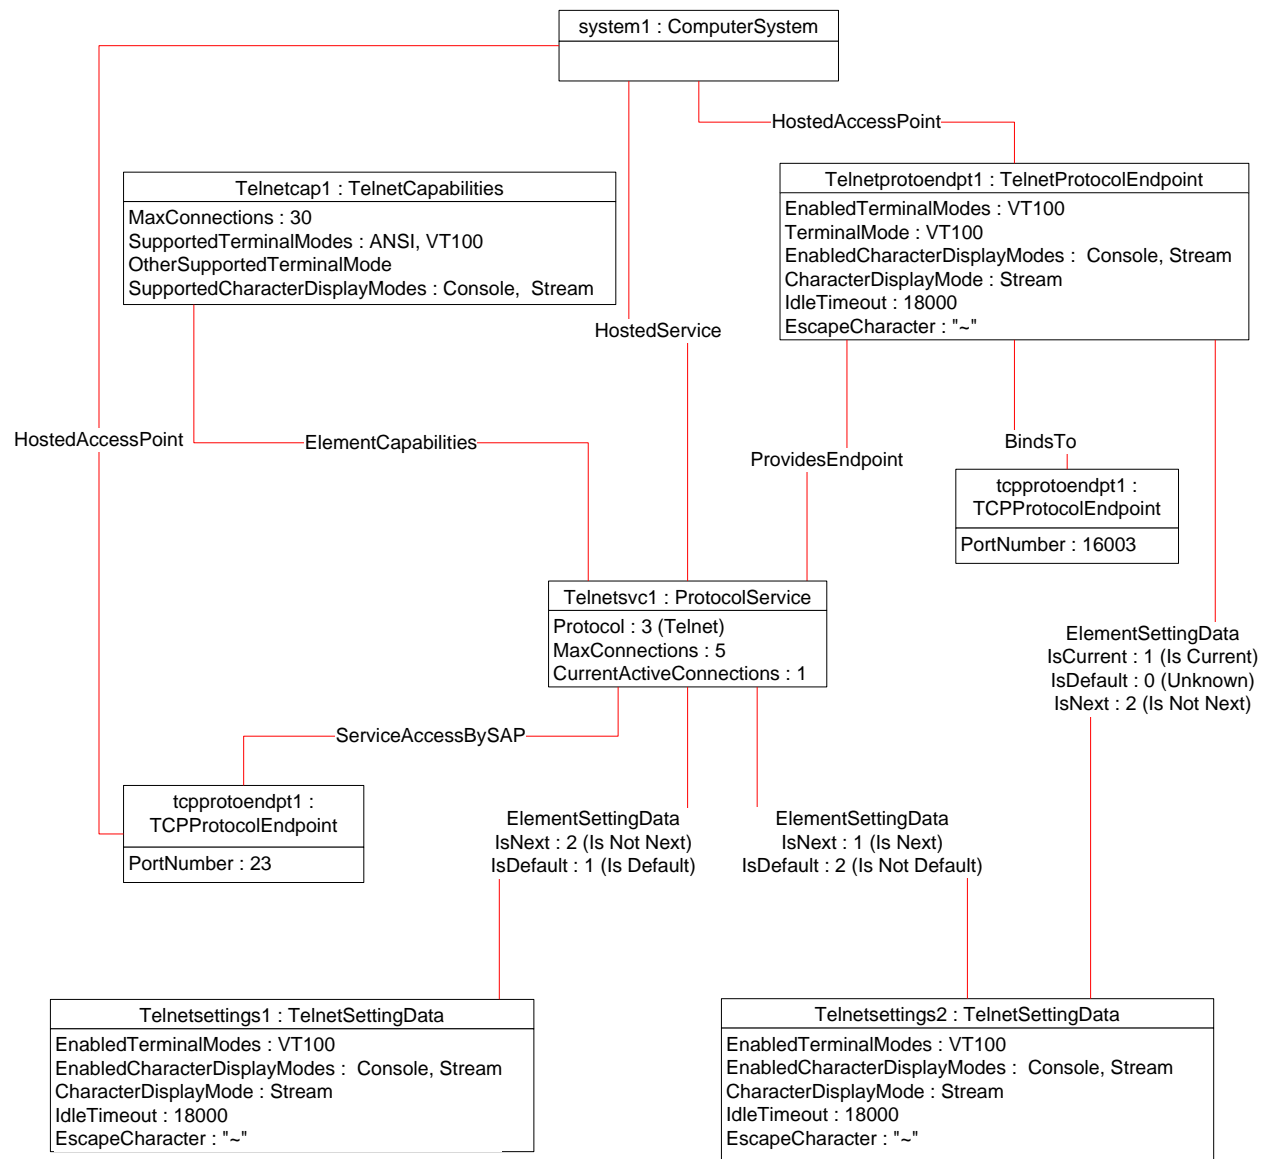 system1 : ComputerSystem
HostedAccessPoint
Telnetcap1 : TelnetCapabilities
MaxConnections : 30
SupportedTerminalModes : ANSI, VT100
OtherSupportedTerminalMode
SupportedCharacterDisplayModes : Console,  Stream
Telnetprotoendpt1 : TelnetProtocolEndpoint
EnabledTerminalModes : VT100
TerminalMode : VT100
EnabledCharacterDisplayModes :  Console, Stream
CharacterDisplayMode : Stream
IdleTimeout : 18000
EscapeCharacter : "~"
HostedService
HostedAccessPoint
ElementCapabilities
ProvidesEndpoint
BindsTo
tcpprotoendpt1 :
TCPProtocolEndpoint
PortNumber : 16003
Telnetsvc1 : ProtocolService
Protocol : 3 (Telnet)
MaxConnections : 5
CurrentActiveConnections : 1
ElementSettingData
IsCurrent : 1 (Is Current)
IsDefault : 0 (Unknown)
IsNext : 2 (Is Not Next)
ServiceAccessBySAP
tcpprotoendpt1 :
TCPProtocolEndpoint
PortNumber : 23
ElementSettingData
IsNext : 2 (Is Not Next)
IsDefault : 1 (Is Default)
ElementSettingData
IsNext : 1 (Is Next)
IsDefault : 2 (Is Not Default)
Telnetsettings1 : TelnetSettingData
EnabledTerminalModes : VT100
EnabledCharacterDisplayModes :  Console, Stream
CharacterDisplayMode : Stream
IdleTimeout : 18000
EscapeCharacter : "~"
Telnetsettings2 : TelnetSettingData
EnabledTerminalModes : VT100
EnabledCharacterDisplayModes :  Console, Stream
CharacterDisplayMode : Stream
IdleTimeout : 18000
EscapeCharacter : "~"